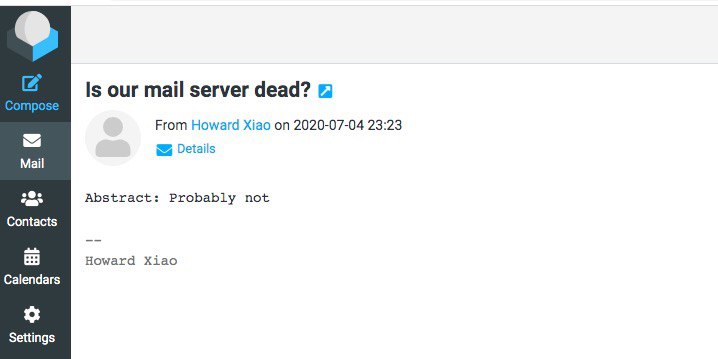 Is our mail server dead?
From Howard Xiao on 2020-07-04 23:23
Details
Compose
Mail
Contacts
Calendars
Settings
Abstract: Probably not
--
Howard Xiao